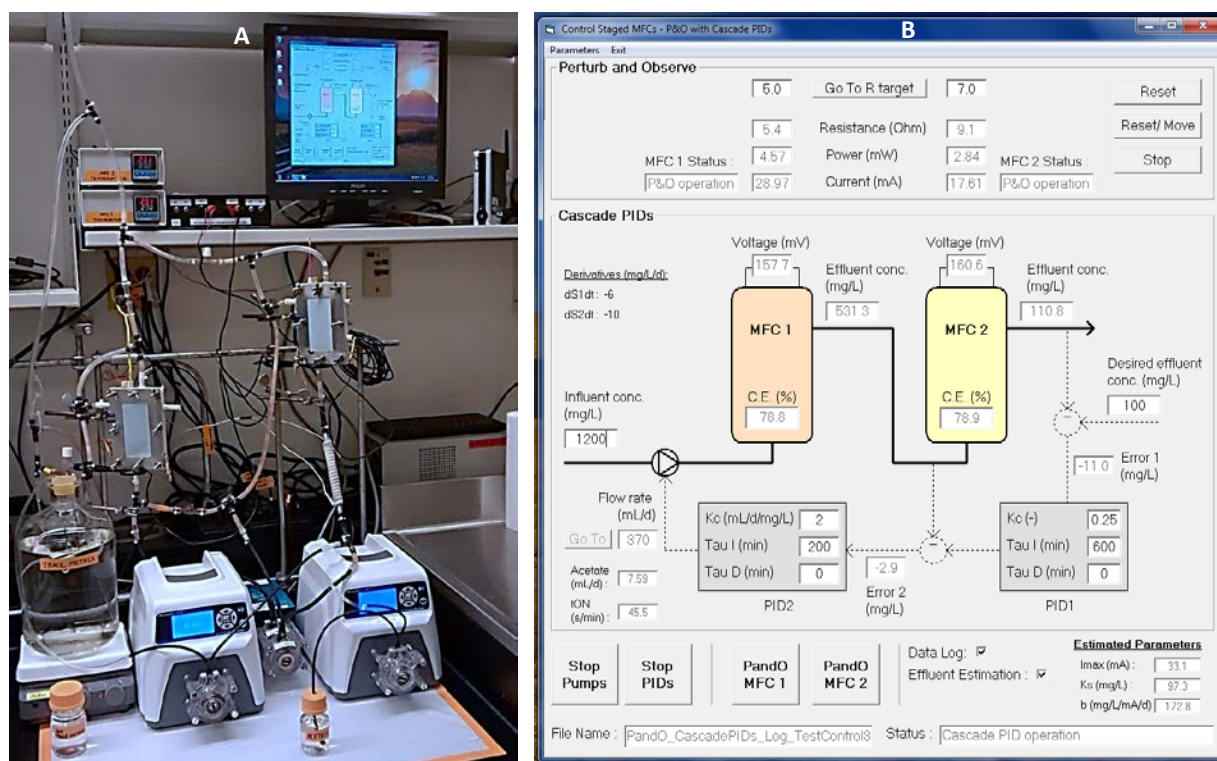 A
TRACE METALS
B
Control Staged MFCs - P&O with Cascade PIDs
Parameters Exit
Perturb and Observe
5.0 Go To R target 7.0 Reset
5.4 Resistance (Ohm) 9.1 Reset/ Move
MFC 1 Status : 4.57 Power (mW) 2.84 MFC 2 Status : Stop
P&O operation 28.97 Current (mA) 17.61 P&O operation
Cascade PIDs
Voltage (mV) Voltage (mV)
157.7 160.6
Derivatives (mg/L/d):
dS1dt : -6
dS2dt : -10
Effluent conc.
(mg/L)
531.3
Effluent conc.
(mg/L)
110.8
MFC 1 MFC 2
C.E. (%) C.E. (%)
78.8 78.9
Desired effluent
conc. (mg/L)
100
Influent conc.
(mg/L)
1200
-11.0 Error 1
(mg/L)
Flow rate
(mL/d)
Go To 370
Acetate
(mL/d) : 7.59
tON
(s/min) : 45.5
Kc (mL/d/mg/L) 2
Tau I (min) 200
Tau D (min) 0
PID2
-2.9
Error 2
(mg/L)
Kc (-) 0.25
Tau I (min) 600
Tau D (min) 0
PID1
Stop
Pumps
Stop
PIDs
PandO
MFC 1
PandO
MFC 2
Data Log:
Effluent Estimation :
Estimated Parameters
Imax (mA) : 33.1
Ks (mg/L) : 97.3
b (mg/L/mA/d) 172.8
File Name : PandO_CascadePIDs_Log_TestControl3 Status : Cascade PID operation